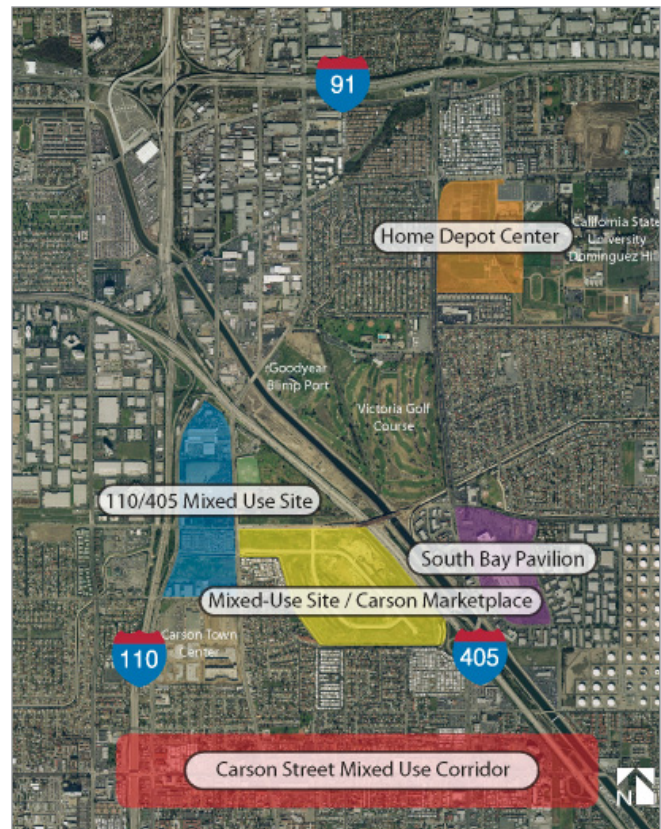 91
Home Depot Center
California State
University
Dominguez Hil
Goodyear
Blimp Port
Victoria Golf
Course
110/405 Mixed Use Site
South Bay Pavilion
Mixed-Use Site / Carson Marketplace
Carson Town
Center
110
405
Carson Street Mixed Use Corridor
N